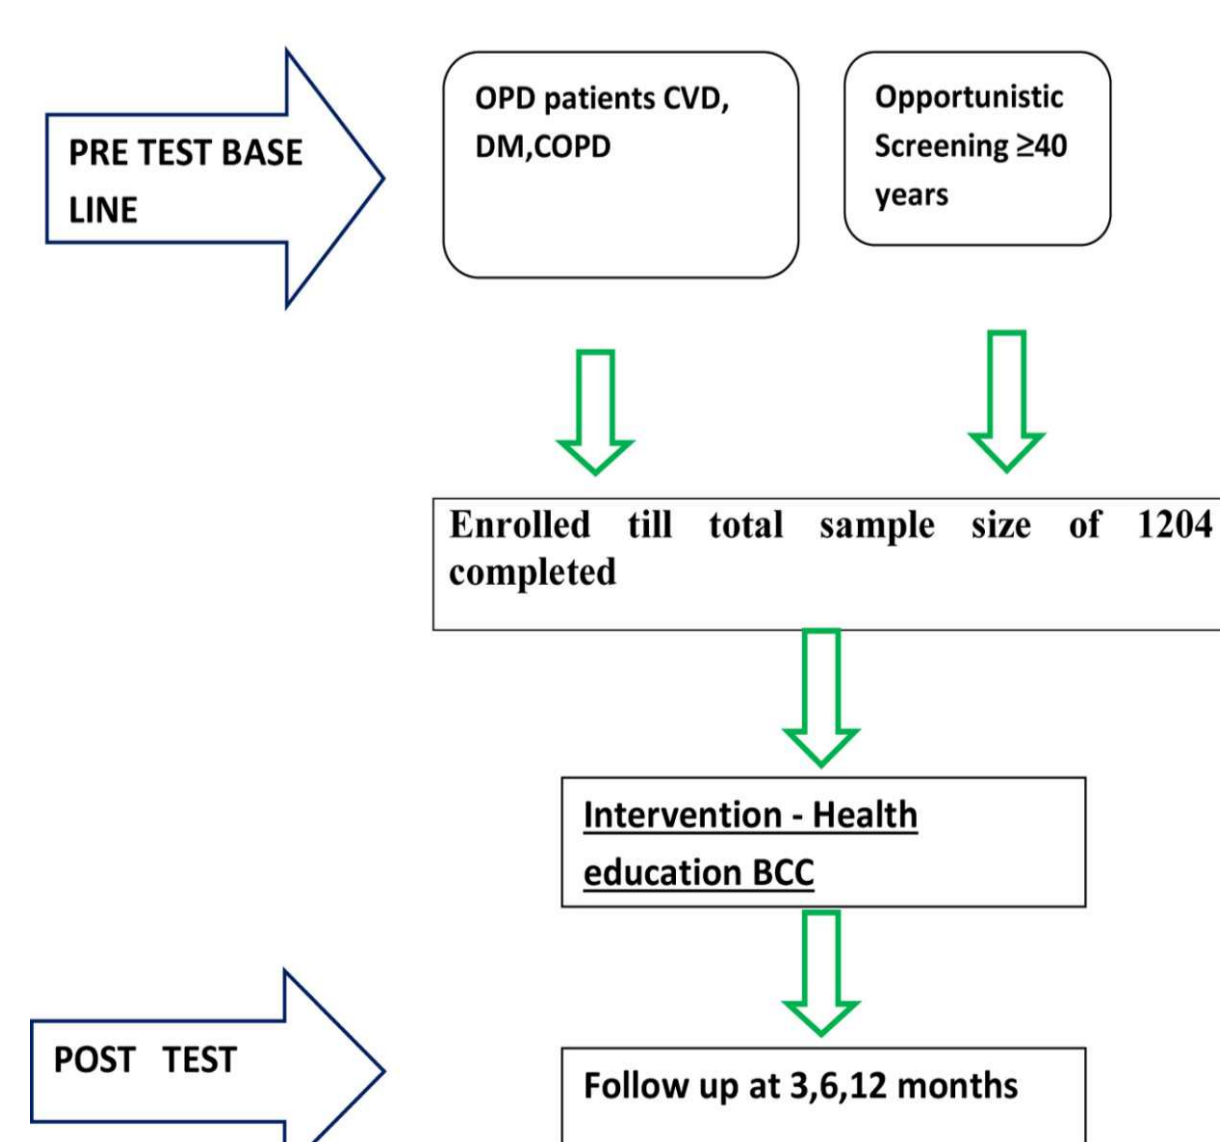 PRE TEST BASE
LINE
OPD patients CVD,
DM,COPD
Opportunistic
Screening ≥40
years
Enrolled till total sample size of 1204
completed
Intervention - Health
education BCC
POST TEST
Follow up at 3,6,12 months